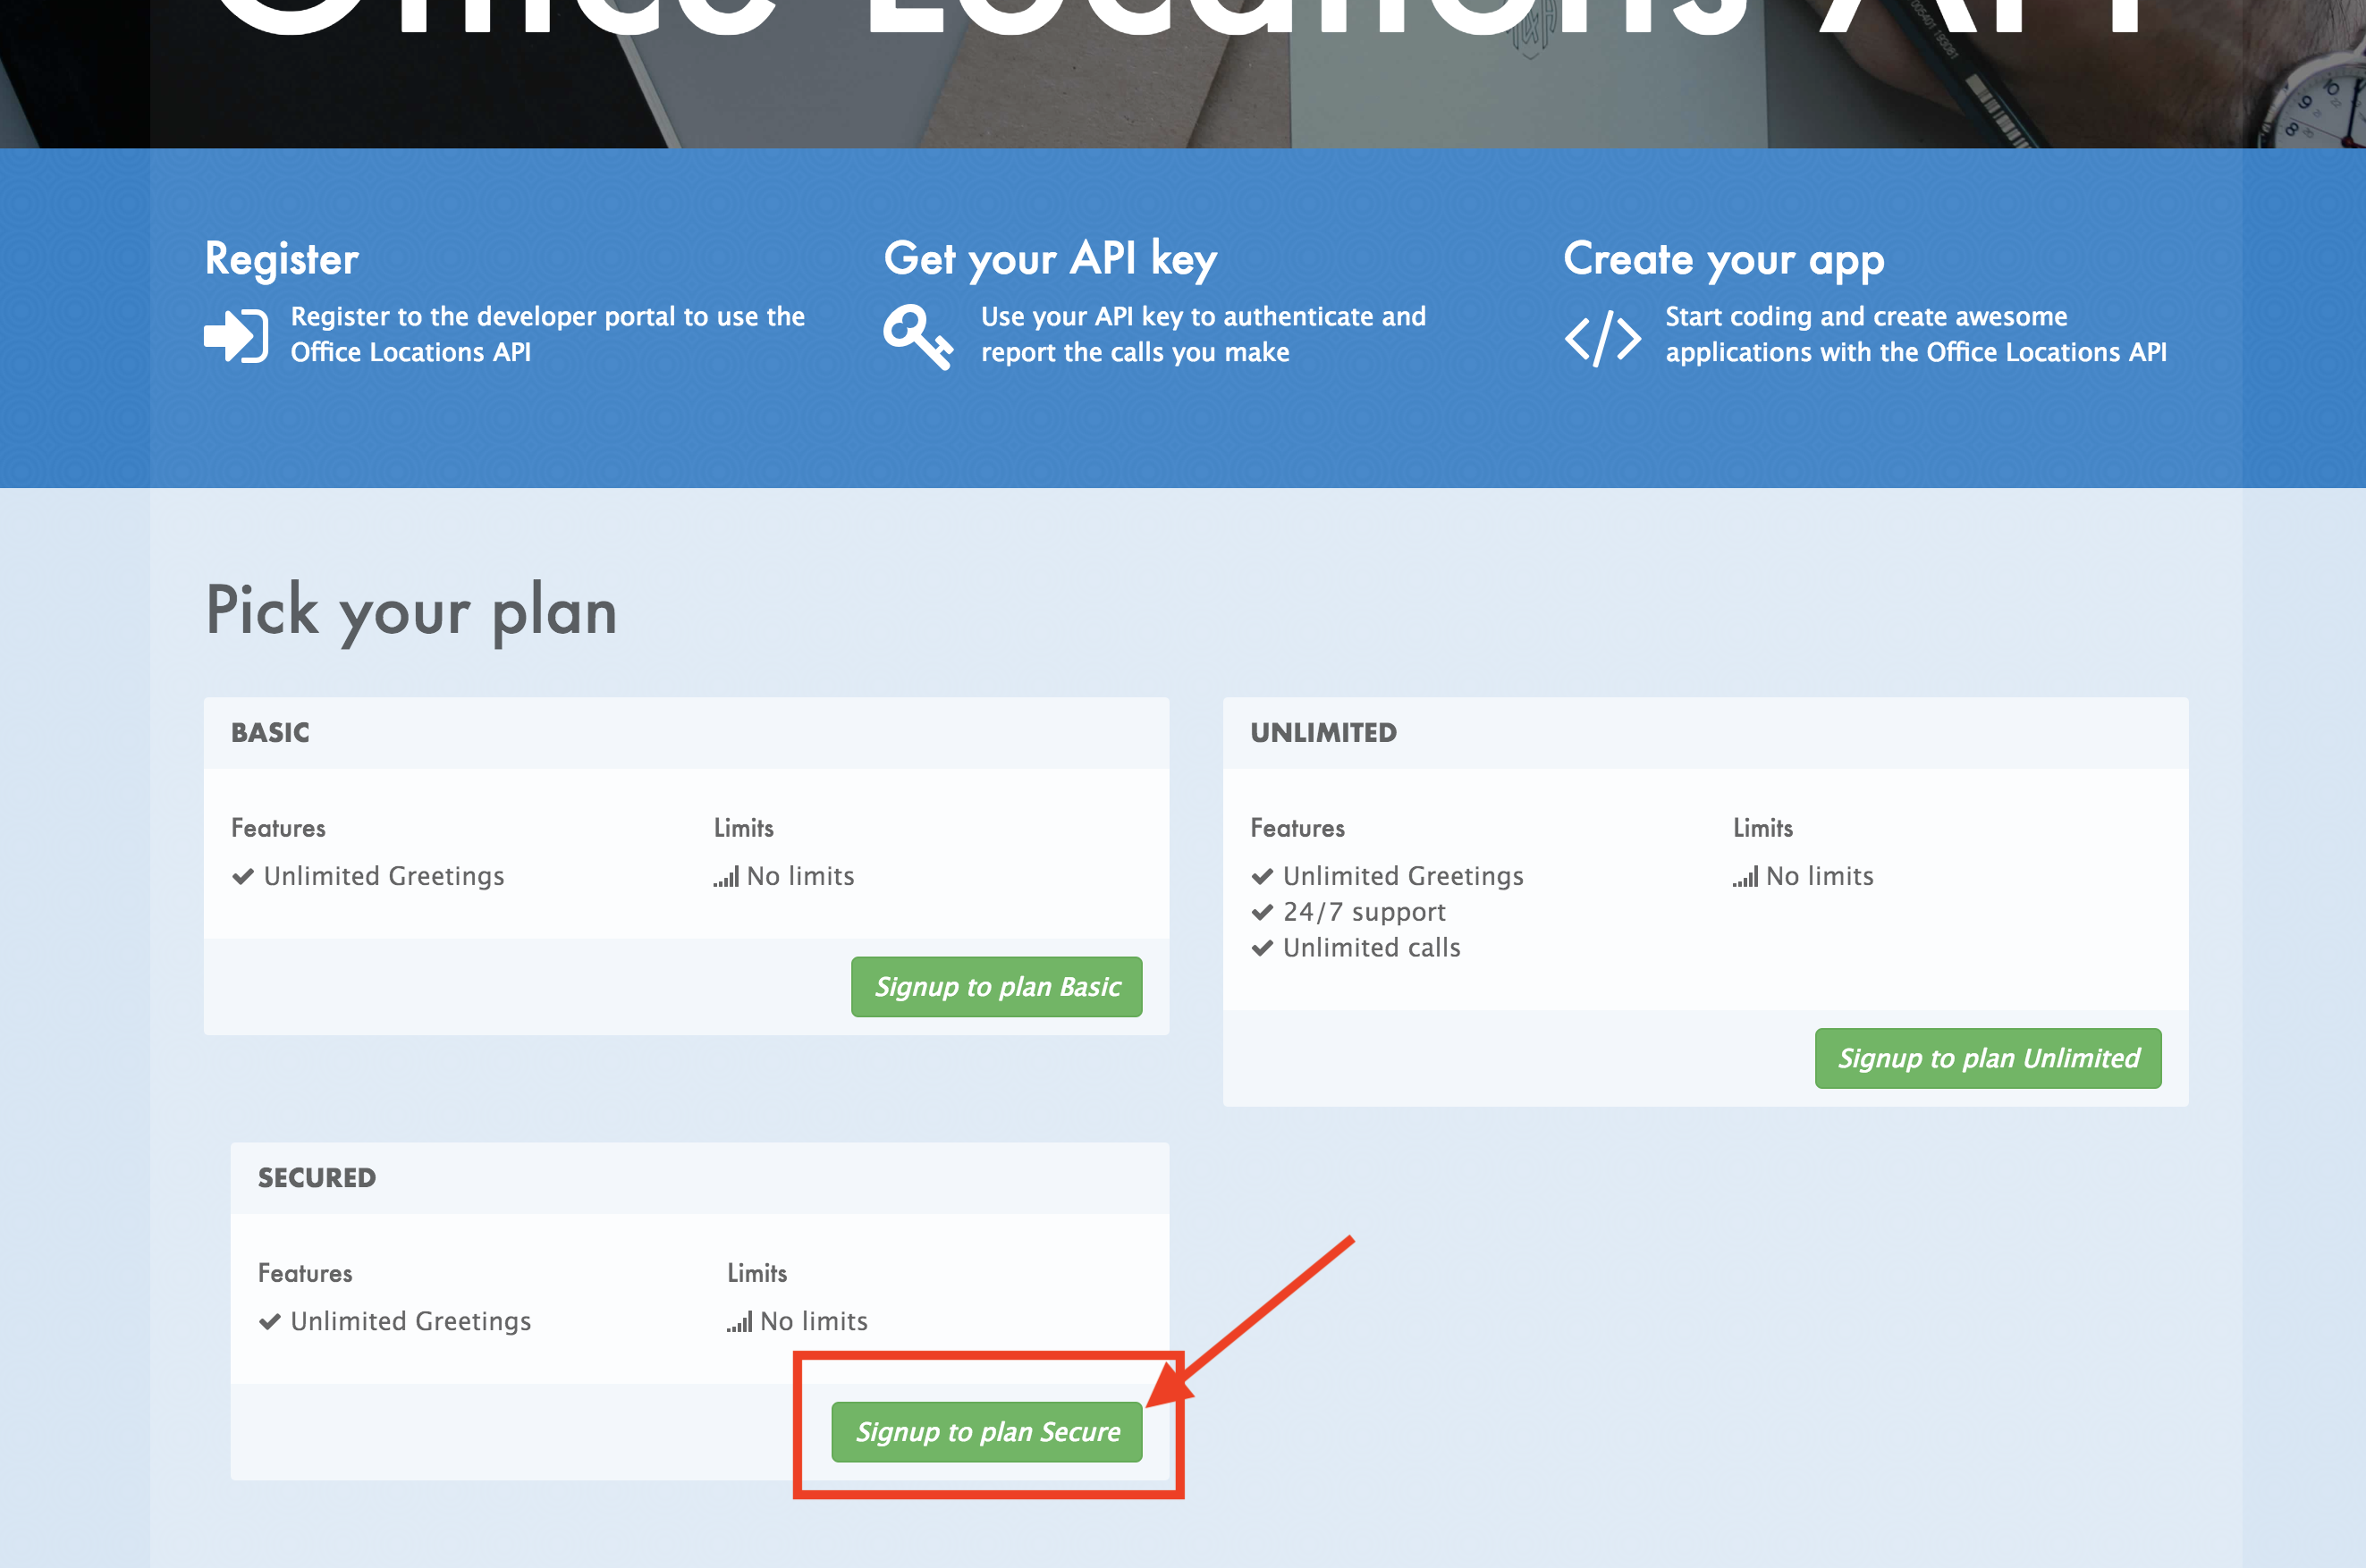 Office Locations API
Register
Register to the developer portal to use the
Office Locations API
Get your API key
Use your API key to authenticate and
report the calls you make
Create your app
Start coding and create awesome
applications with the Office Locations API
Pick your plan
BASIC
Features
Limits
✔ Unlimited Greetings
No limits
Signup to plan Basic
UNLIMITED
Features
Limits
✔ Unlimited Greetings
No limits
✔ 24/7 support
✔ Unlimited calls
Signup to plan Unlimited
SECURED
Features
Limits
✔ Unlimited Greetings
No limits
Signup to plan Secure